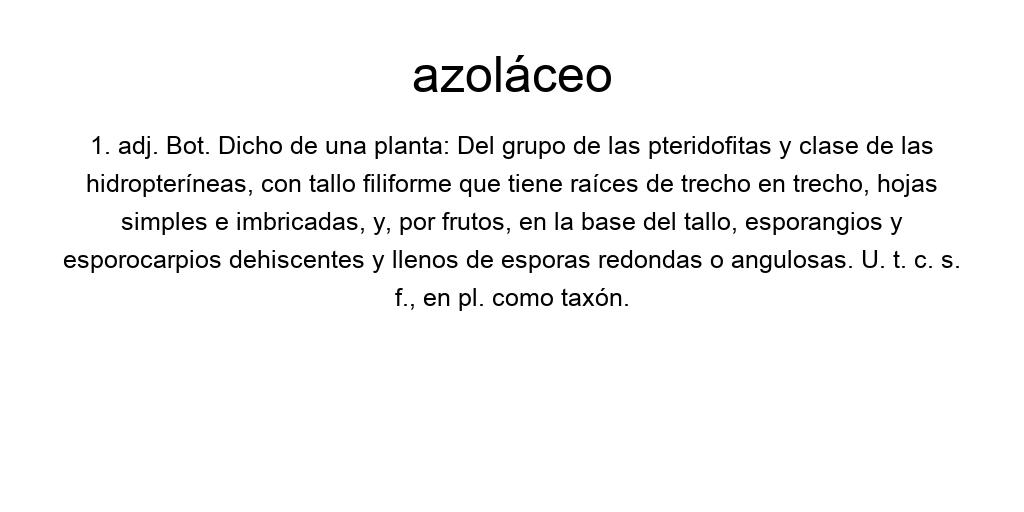 azoláceo
1. adj. Bot. Dicho de una planta: Del grupo de las pteridofitas y clase de las
hidropteríneas, con tallo filiforme que tiene raíces de trecho en trecho, hojas
simples e imbricadas, y, por frutos, en la base del tallo, esporangios y
esporocarpios dehiscentes y llenos de esporas redondas o angulosas. U. t. c. s.
f., en pl. como taxón.